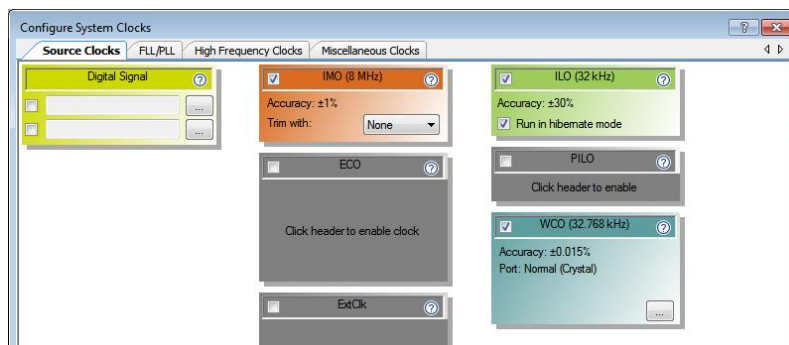 Configure System Clocks
Source Clocks FLL/PLL High Frequency Clocks Miscellaneous Clocks
Digital Signal
...
...
IMO (8 MHz)
Accuracy: ±1%
Trim with: None
ECO
Click header to enable clock
ExtClk
ILO (32 kHz)
Accuracy: ±30%
Run in hibernate mode
PILO
Click header to enable
WCO (32.768 kHz)
Accuracy: ±0.015%
Port: Normal (Crystal)
...